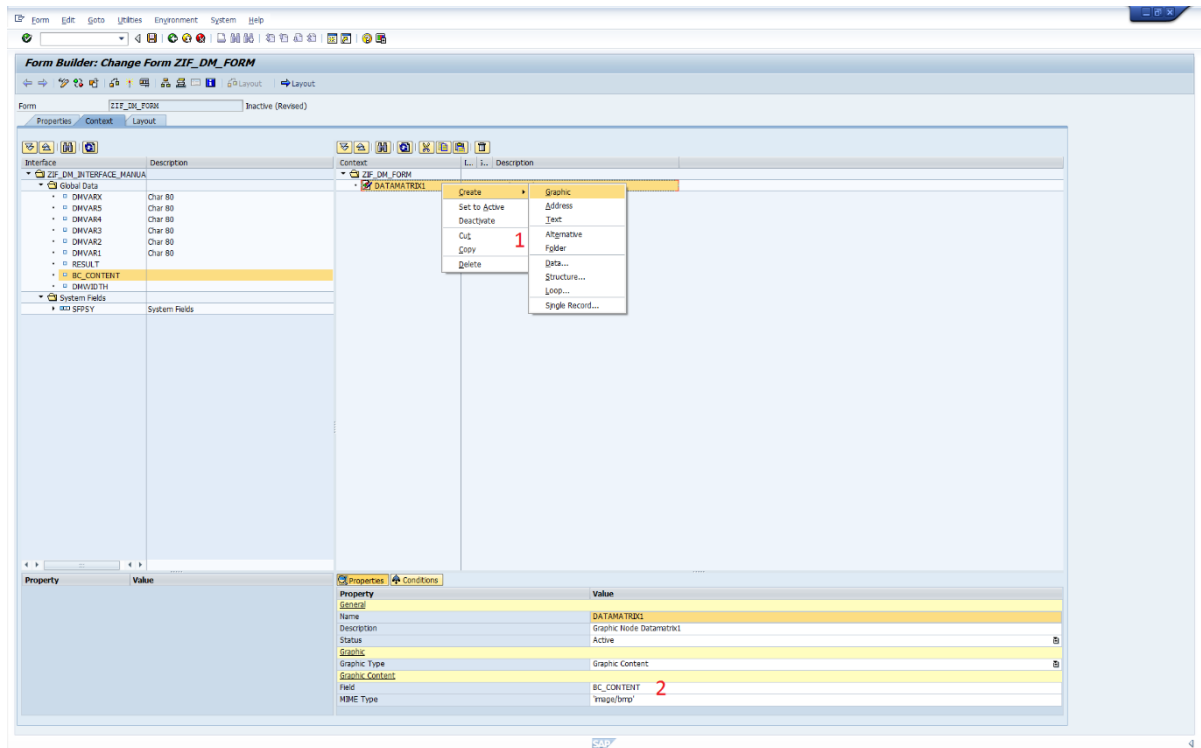 Form Edit Goto Utilities Environment System Help
Form Builder: Change Form ZIF_DM_FORM
Layout Layout
Form ZIF_DM_FORM Inactive (Revised)
Properties Context Layout
Interface Description
ZIF_DM_INTERFACE_MANUA
Global Data
DMVARX Char 80
DMVAR5 Char 80
DMVAR4 Char 80
DMVAR3 Char 80
DMVAR2 Char 80
DMVAR1 Char 80
RESULT
BC_CONTENT
DMWIDTH
System Fields
SFPSY System Fields
Context I... i... Description
ZIF_DM_FORM
DATAMATRIX1
Create
Set to Active
Deactivate
Cut
Copy
Delete
1
Graphic
Address
Text
Alternative
Folder
Data...
Structure...
Loop...
Single Record...
Property Value
Properties Conditions
Property Value
General
Name DATAMATRIX1
Description Graphic Node Datamatrix1
Status Active
Graphic
Graphic Type Graphic Content
Graphic Content
Field BC_CONTENT 2
MIME Type 'image/bmp'
SAP